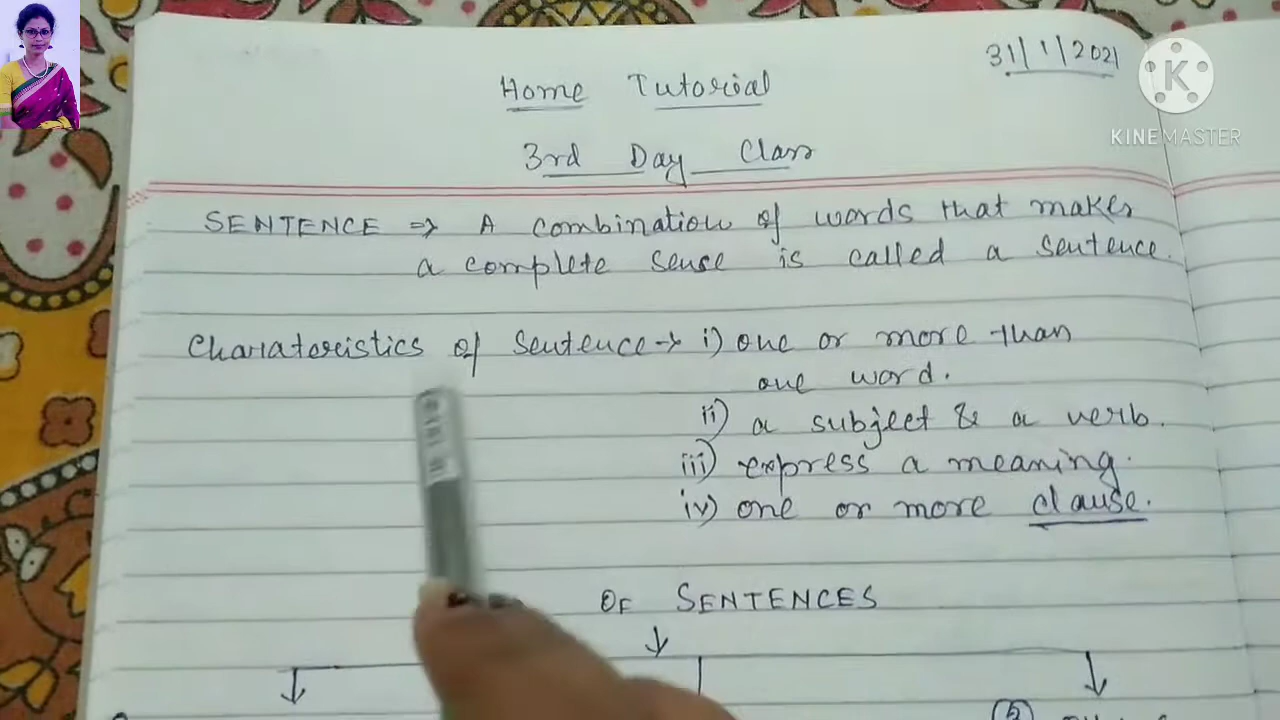 31/1/2021
Home Tutorial
KINEMASTER
3rd Day Class
SENTENCE ⇒ A combination of words that makes
a complete sense is called a sentence.
Charateristics of Sentence → i) one or more than
one word.
ii) a subject & a verb.
iii) express a meaning.
iv) one or more clause.
OF SENTENCES